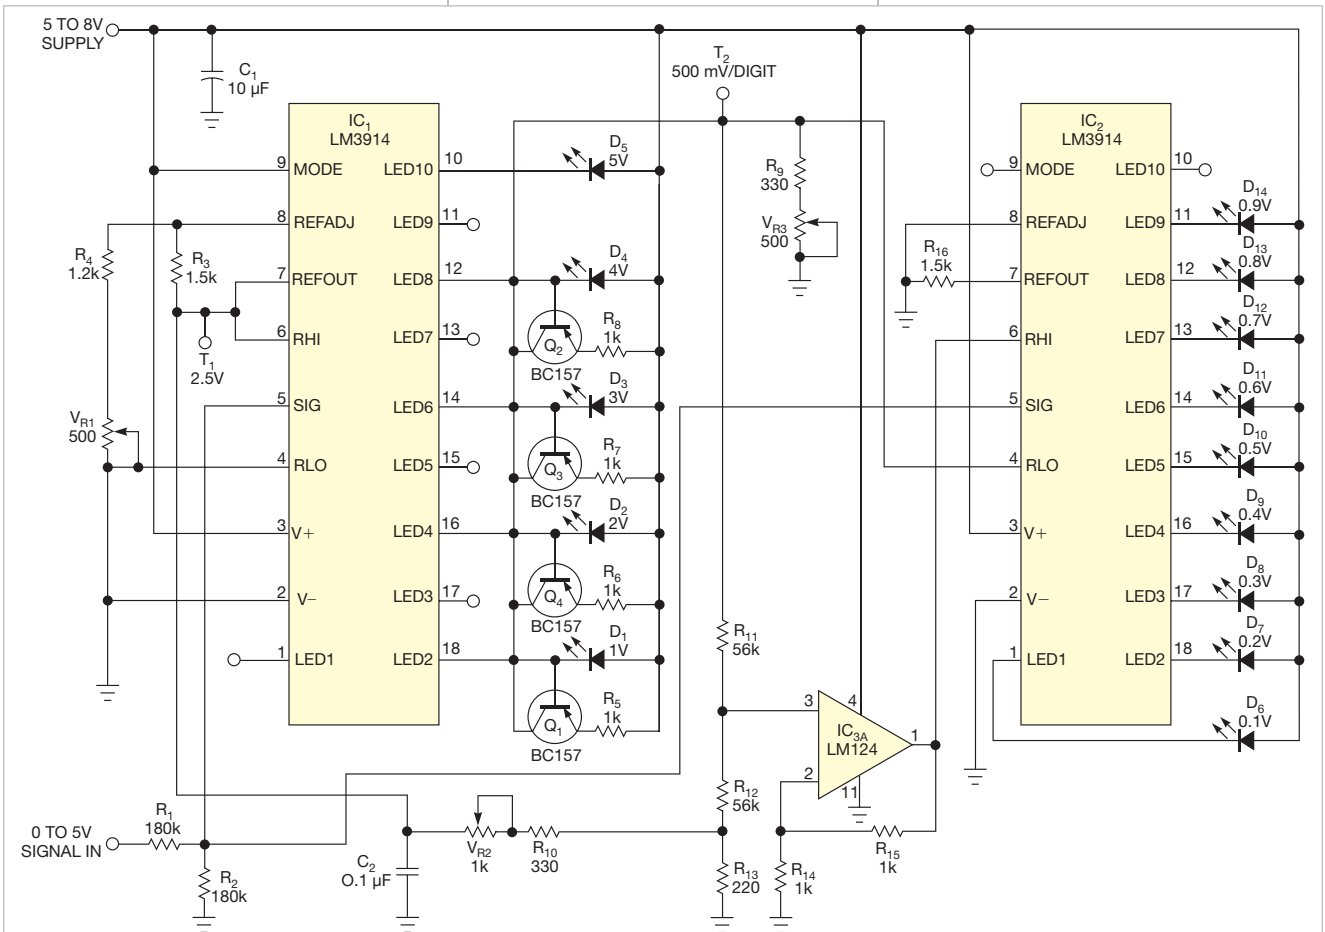 5 TO 8V
SUPPLY
C1
10 µF
T2
500 mV/DIGIT
IC1
LM3914
9 MODE
8 REFADJ
7 REFOUT
6 RHI
5 SIG
4 RLO
3 V+
2 V−
1 LED1
LED10 10
LED9 11
LED8 12
LED7 13
LED6 14
LED5 15
LED4 16
LED3 17
LED2 18
R4
1.2k
R3
1.5k
T1
2.5V
VR1
500
D5
5V
D4
4V
R8
1k
Q2
BC157
D3
3V
R7
1k
Q3
BC157
D2
2V
R6
1k
Q4
BC157
D1
1V
R5
1k
Q1
BC157
R9
330
VR3
500
R11
56k
R12
56k
R13
220
3
2
4
11
1
IC3A
LM124
R14
1k
R15
1k
0 TO 5V
SIGNAL IN
R1
180k
R2
180k
C2
0.1 µF
VR2
1k
R10
330
R16
1.5k
IC2
LM3914
9 MODE
8 REFADJ
7 REFOUT
6 RHI
5 SIG
4 RLO
3 V+
2 V−
1 LED1
LED10 10
LED9 11
LED8 12
LED7 13
LED6 14
LED5 15
LED4 16
LED3 17
LED2 18
D14
0.9V
D13
0.8V
D12
0.7V
D11
0.6V
D10
0.5V
D9
0.4V
D8
0.3V
D7
0.2V
D6
0.1V